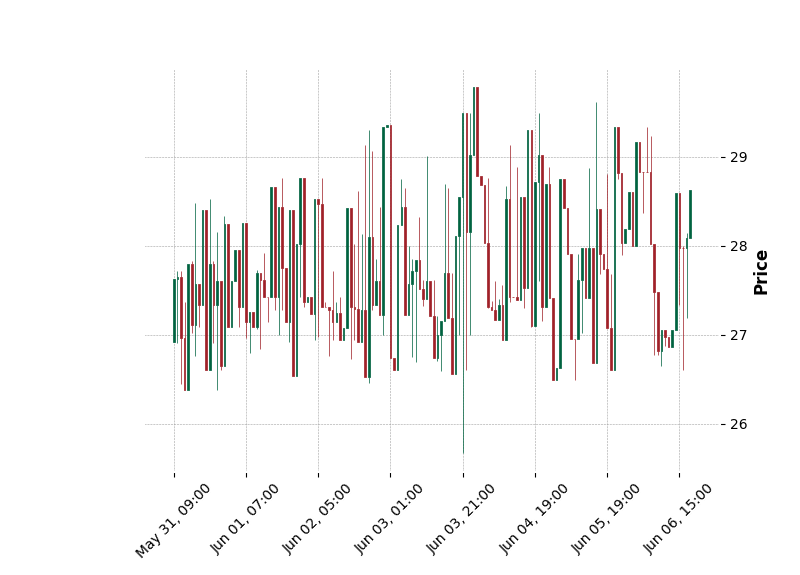 29
28
27
26
Price
May 31, 09:00
Jun 01, 07:00
Jun 02, 05:00
Jun 03, 01:00
Jun 03, 21:00
Jun 04, 19:00
Jun 05, 19:00
Jun 06, 15:00